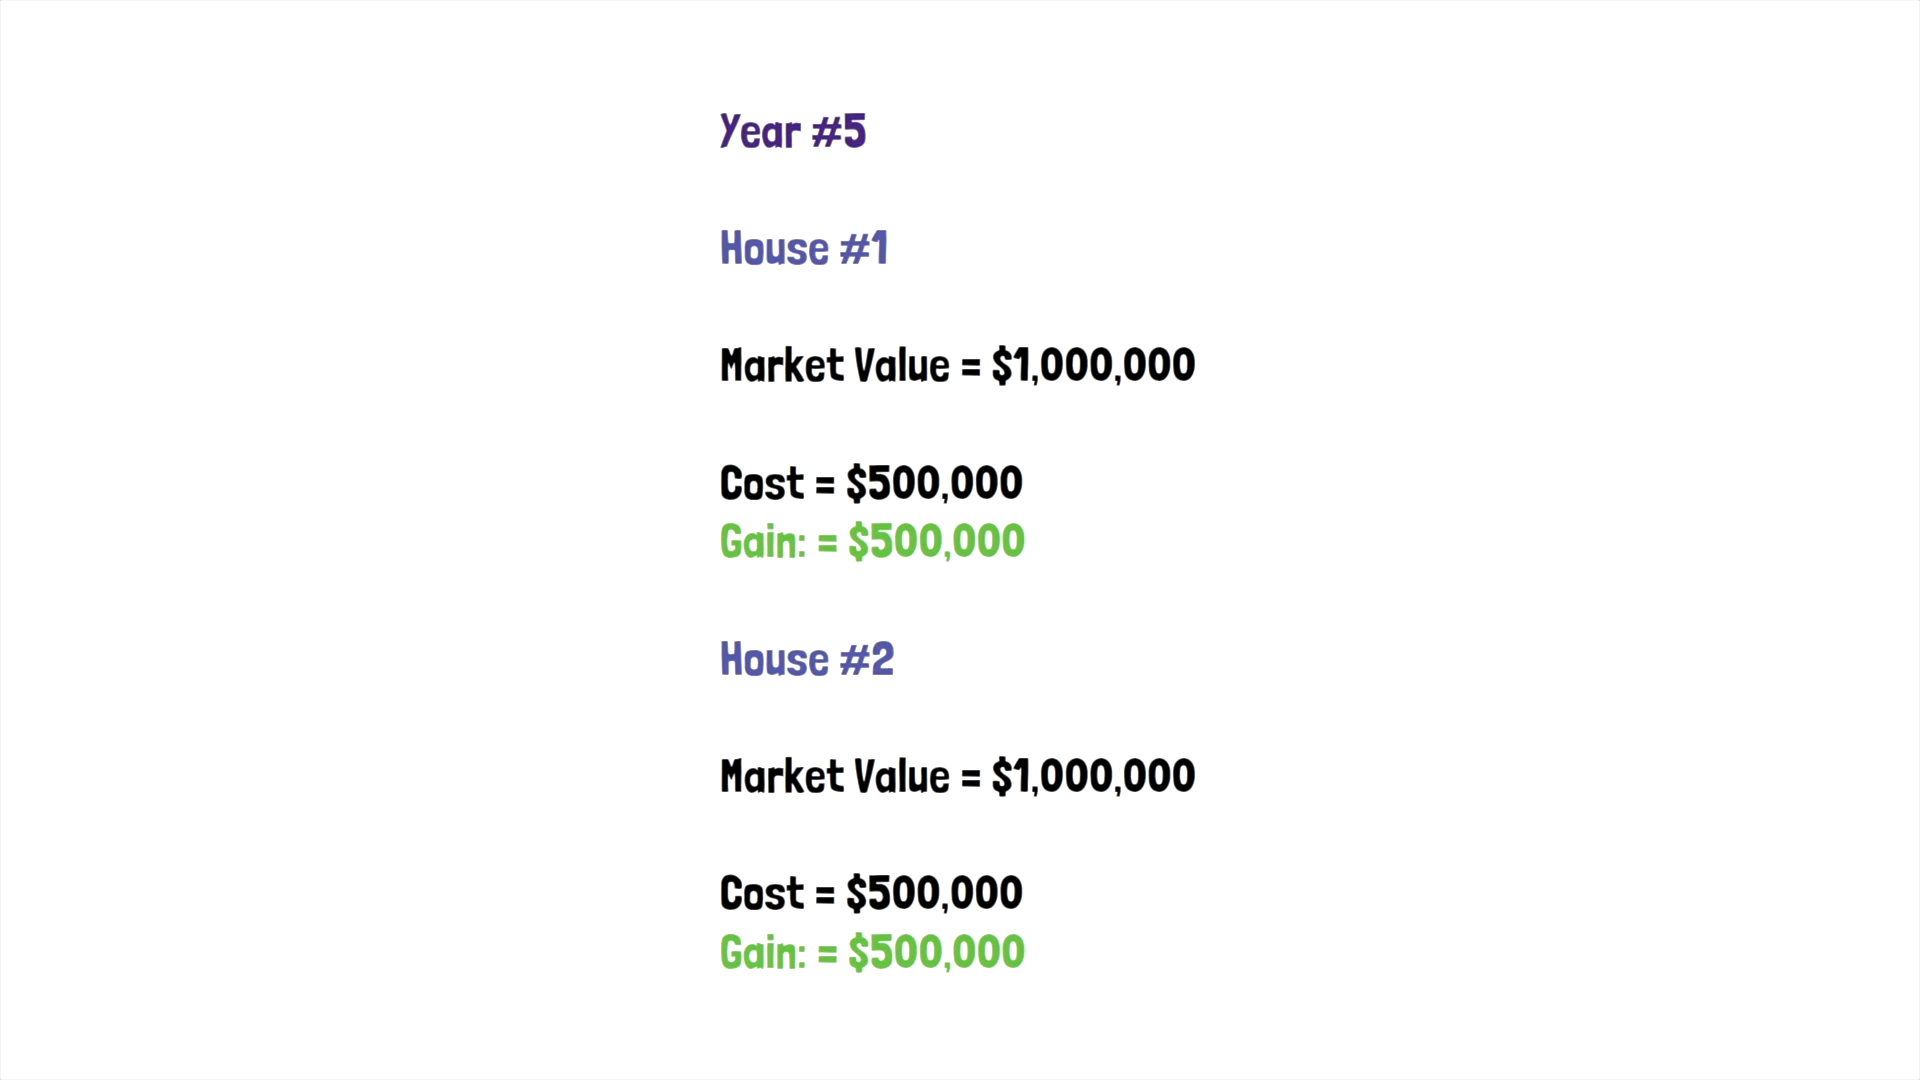 Year #5
House #1
Market Value = $1,000,000
Cost = $500,000
Gain: = $500,000
House #2
Market Value = $1,000,000
Cost = $500,000
Gain: = $500,000